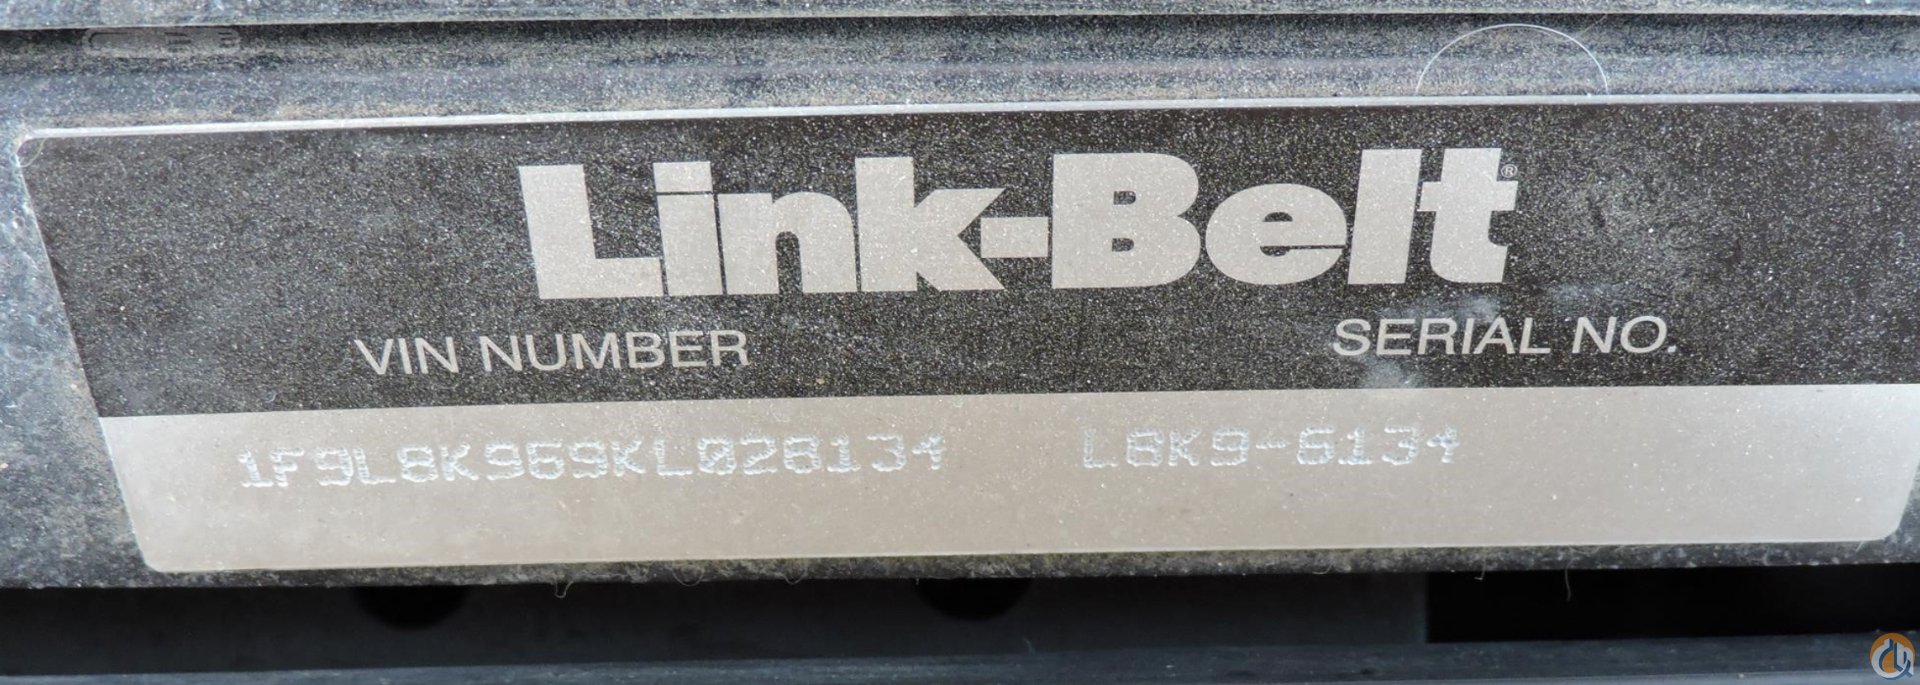 Link-Belt®
VIN NUMBER SERIAL NO.
1F9L8K969KL028134 L8K9-6134